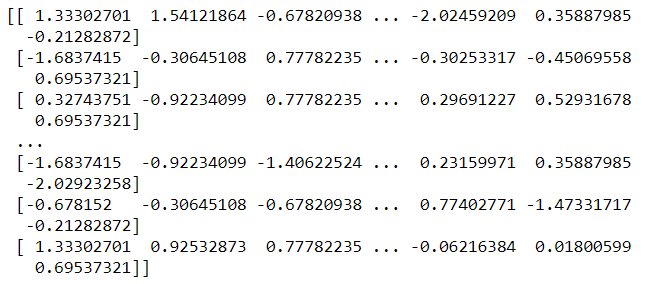 [[ 1.33302701  1.54121864 -0.67820938 ... -2.02459209  0.35887985
  -0.21282872]
 [-1.6837415  -0.30645108  0.77782235 ... -0.30253317 -0.45069558
   0.69537321]
 [ 0.32743751 -0.92234099  0.77782235 ...  0.29691227  0.52931678
   0.69537321]
 ...
 [-1.6837415  -0.92234099 -1.40622524 ...  0.23159971  0.35887985
  -2.02923258]
 [-0.678152   -0.30645108 -0.67820938 ...  0.77402771 -1.47331717
  -0.21282872]
 [ 1.33302701  0.92532873  0.77782235 ... -0.06216384  0.01800599
   0.69537321]]